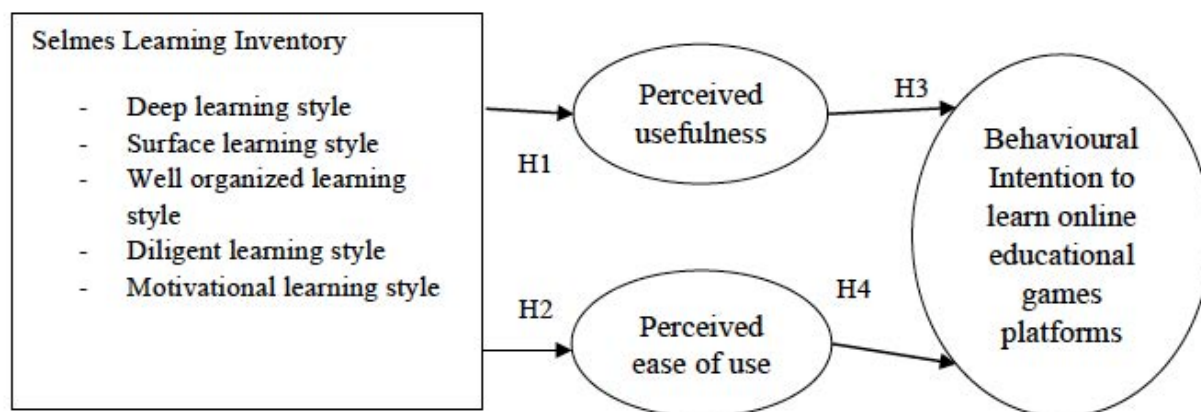 Selmes Learning Inventory
- Deep learning style
- Surface learning style
- Well organized learning
style
- Diligent learning style
- Motivational learning style
H1
H2
Perceived
usefulness
Perceived
ease of use
H3
H4
Behavioural
Intention to
learn online
educational
games
platforms